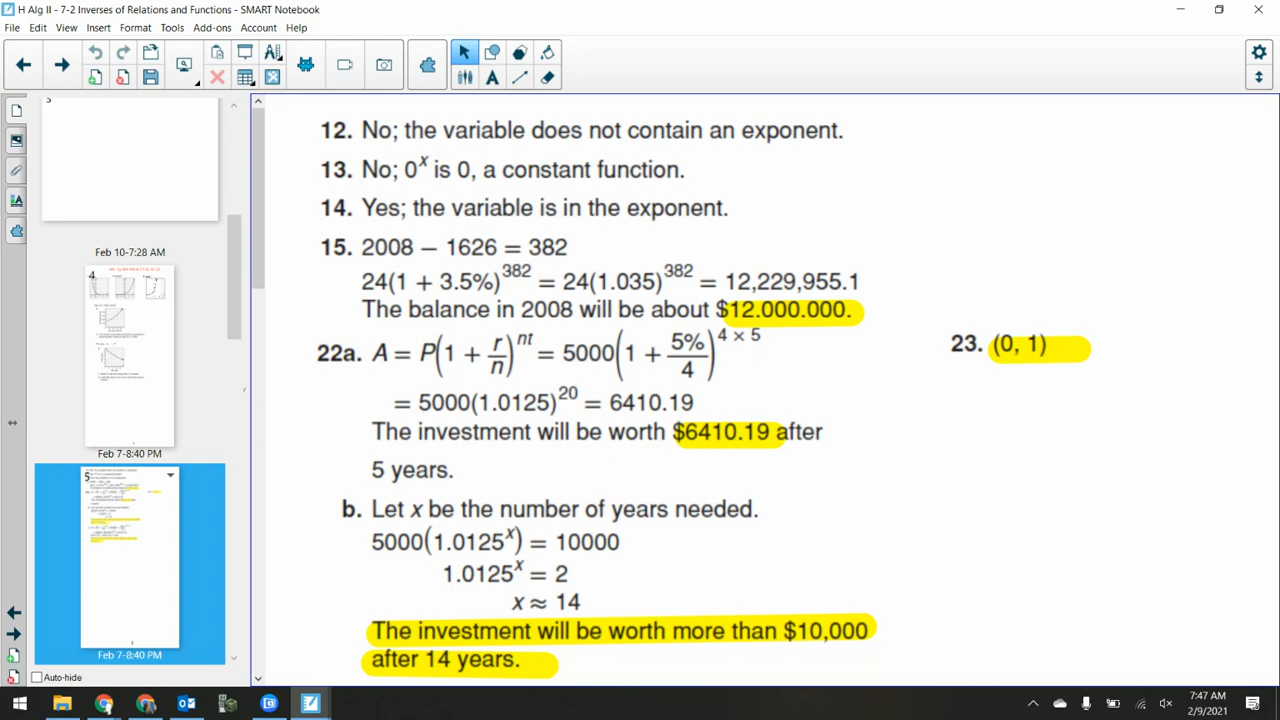 H Alg II - 7-2 Inverses of Relations and Functions - SMART Notebook
File Edit View Insert Format Tools Add-ons Account Help
12. No; the variable does not contain an exponent.
13. No; 0^x is 0, a constant function.
14. Yes; the variable is in the exponent.
15. 2008 − 1626 = 382
24(1 + 3.5%)^382 = 24(1.035)^382 = 12,229,955.1
The balance in 2008 will be about $12.000.000.
22a. A = P(1 + r/n)^nt = 5000(1 + 5%/4)^4 × 5
= 5000(1.0125)^20 = 6410.19
The investment will be worth $6410.19 after
5 years.
b. Let x be the number of years needed.
5000(1.0125^x) = 10000
1.0125^x = 2
x ≈ 14
The investment will be worth more than $10,000
after 14 years.
23. (0, 1)
Feb 10-7:28 AM
4
Feb 7-8:40 PM
5
Feb 7-8:40 PM
Auto-hide
7:47 AM
2/9/2021